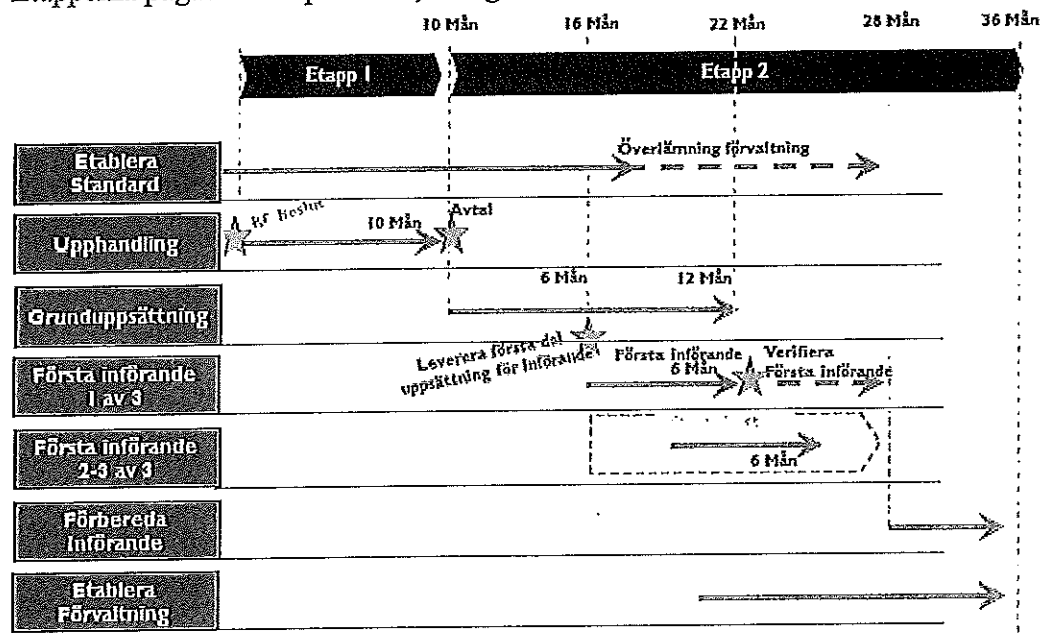 10 Mån 16 Mån 22 Mån 28 Mån 36 Mån
Etapp 1 Etapp 2
Etablera
Standard
Överlämning förvaltning
Upphandling
KF Beslut 10 Mån Avtal
Grunduppsättning
6 Mån 12 Mån
Leverera första del
uppsättning för Införande
Första införande
1 av 3
Första införande
6 Mån
Verifiera
Första införande
Första införande
2-3 av 3
6 Mån
Förbereda
Införande
Etablera
Förvaltning